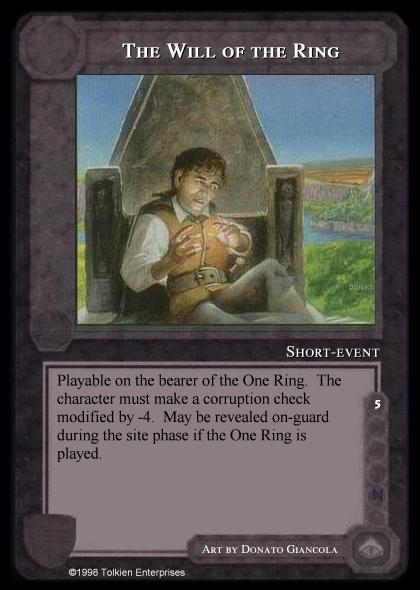 The Will of the Ring
Short-event
Playable on the bearer of the One Ring. The
character must make a corruption check
modified by -4. May be revealed on-guard
during the site phase if the One Ring is
played.
5
Art by Donato Giancola
©1998 Tolkien Enterprises